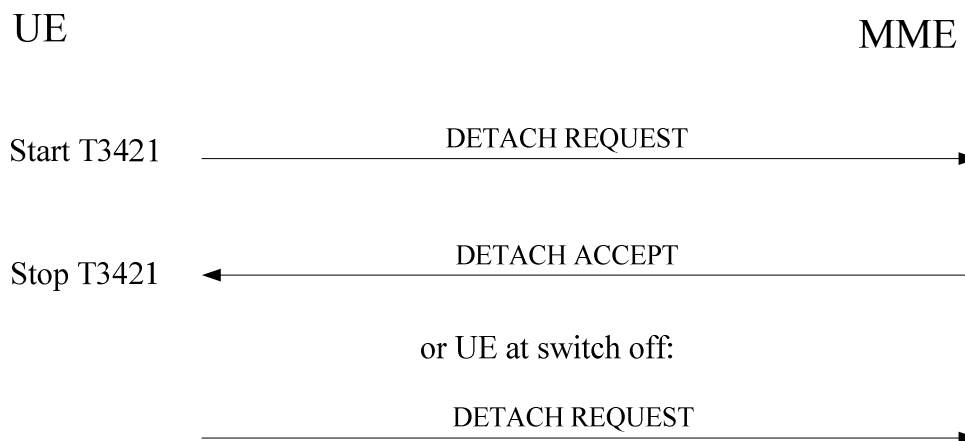 UE
MME
Start T3421
DETACH REQUEST
Stop T3421
DETACH ACCEPT
or UE at switch off:
DETACH REQUEST